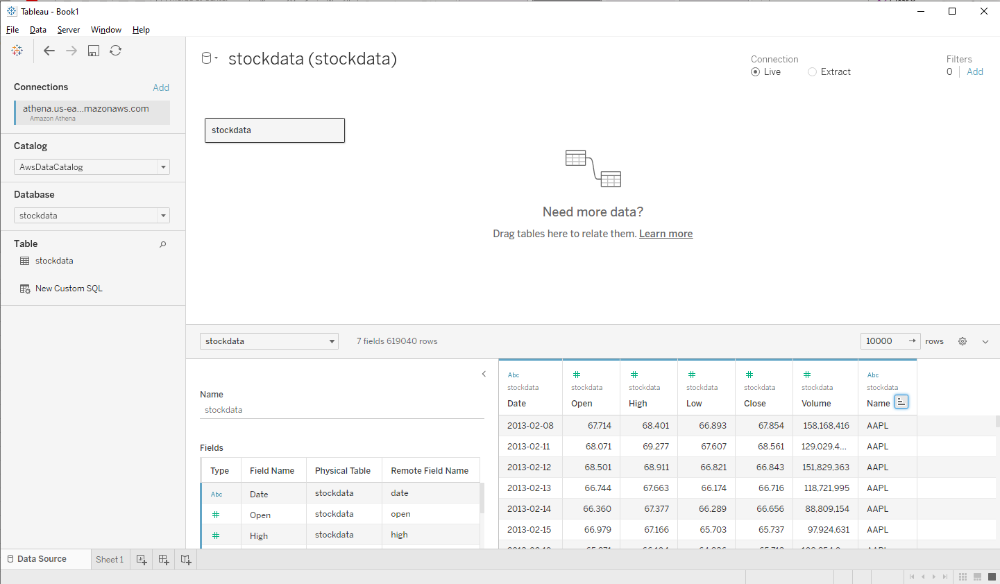 Tableau - Book1
File Data Server Window Help
stockdata (stockdata)
Connection
Live Extract
Filters
0 Add
Connections Add
athena.us-ea...mazonaws.com
Amazon Athena
Catalog
AwsDataCatalog
Database
stockdata
Table
stockdata
New Custom SQL
stockdata
Need more data?
Drag tables here to relate them. Learn more
stockdata 7 fields 619040 rows 10000 → rows
Name
stockdata
Fields
Type Field Name Physical Table Remote Field Name
Abc Date stockdata date
# Open stockdata open
# High stockdata high
Abc # # # # # Abc
stockdata stockdata stockdata stockdata stockdata stockdata stockdata
Date Open High Low Close Volume Name
2013-02-08 67.714 68.401 66.893 67.854 158,168,416 AAPL
2013-02-11 68.071 69.277 67.607 68.561 129,029,4... AAPL
2013-02-12 68.501 68.911 66.821 66.843 151,829,363 AAPL
2013-02-13 66.744 67.663 66.174 66.716 118,721,995 AAPL
2013-02-14 66.360 67.377 66.289 66.656 88,809,154 AAPL
2013-02-15 66.979 67.166 65.703 65.737 97,924,631 AAPL
Data Source Sheet 1